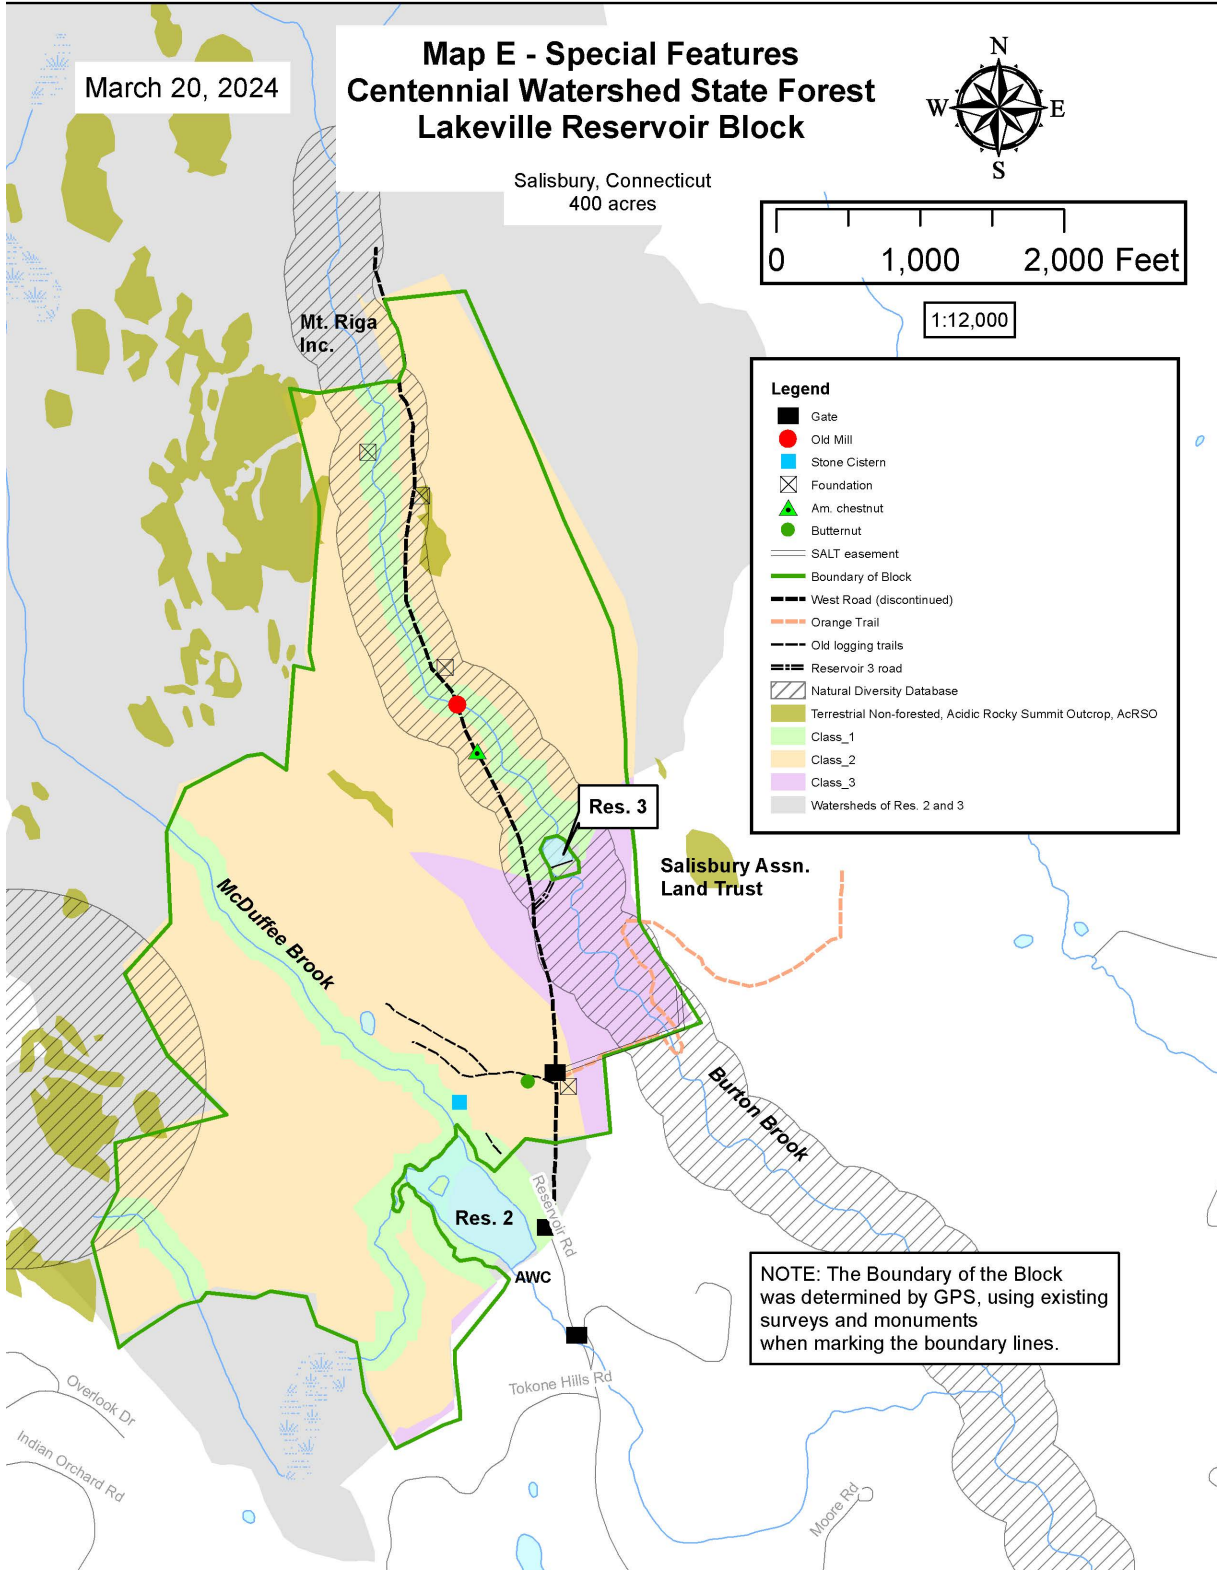 March 20, 2024
Map E - Special Features
Centennial Watershed State Forest
Lakeville Reservoir Block
Salisbury, Connecticut
400 acres
N
W
E
S
0
1,000
2,000 Feet
1:12,000
Mt. Riga
Inc.
Legend
Gate
Old Mill
Stone Cistern
Foundation
Am. chestnut
Butternut
SALT easement
Boundary of Block
West Road (discontinued)
Orange Trail
Old logging trails
Reservoir 3 road
Natural Diversity Database
Terrestrial Non-forested, Acidic Rocky Summit Outcrop, AcRSO
Class_1
Class_2
Class_3
Watersheds of Res. 2 and 3
Res. 3
Salisbury Assn.
Land Trust
McDuffee Brook
Burton Brook
Reservoir Rd
Res. 2
AWC
NOTE: The Boundary of the Block
was determined by GPS, using existing
surveys and monuments
when marking the boundary lines.
Tokone Hills Rd
Overlook Dr
Indian Orchard Rd
Moore Rd